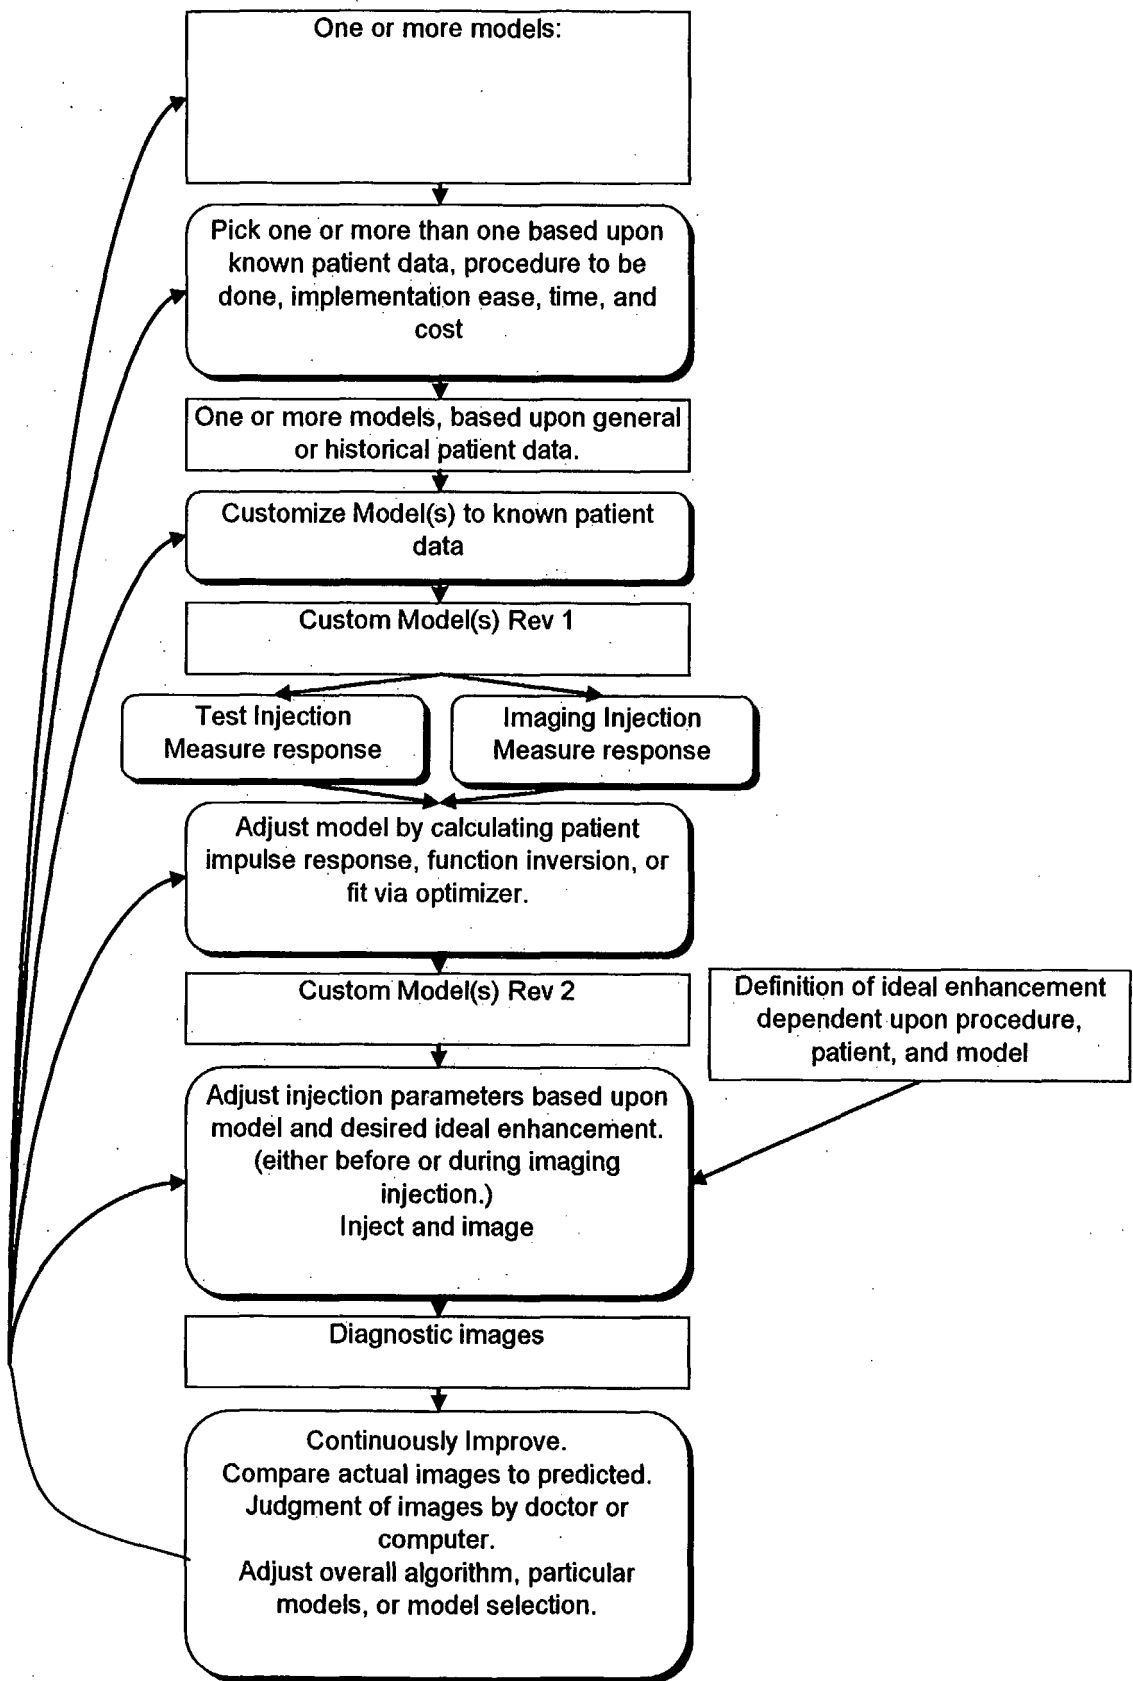 One or more models:
Pick one or more than one based upon
known patient data, procedure to be
done, implementation ease, time, and
cost
One or more models, based upon general
or historical patient data.
Customize Model(s) to known patient
data
Custom Model(s) Rev 1
Test Injection
Measure response
Imaging Injection
Measure response
Adjust model by calculating patient
impulse response, function inversion, or
fit via optimizer.
Custom Model(s) Rev 2
Definition of ideal enhancement
dependent upon procedure,
patient, and model
Adjust injection parameters based upon
model and desired ideal enhancement.
(either before or during imaging
injection.)
Inject and image
Diagnostic images
Continuously Improve.
Compare actual images to predicted.
Judgment of images by doctor or
computer.
Adjust overall algorithm, particular
models, or model selection.